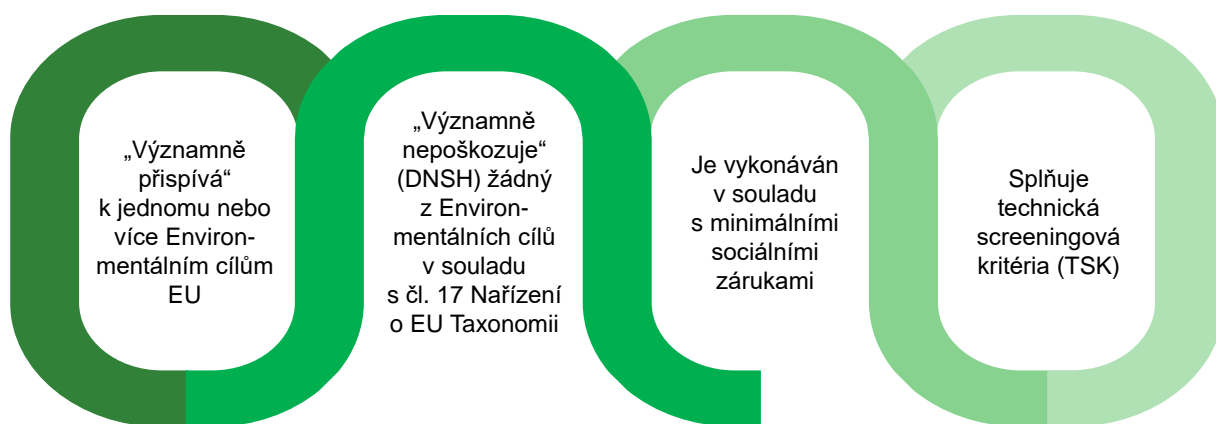 „Významně
přispívá“
k jednomu nebo
více Environ-
mentálním cílům
EU
„Významně
nepoškozuje“
(DNSH) žádný
z Environ-
mentálních cílů
v souladu
s čl. 17 Nařízení
o EU Taxonomii
Je vykonáván
v souladu
s minimálními
sociálními
zárukami
Splňuje
technická
screeningová
kritéria (TSK)